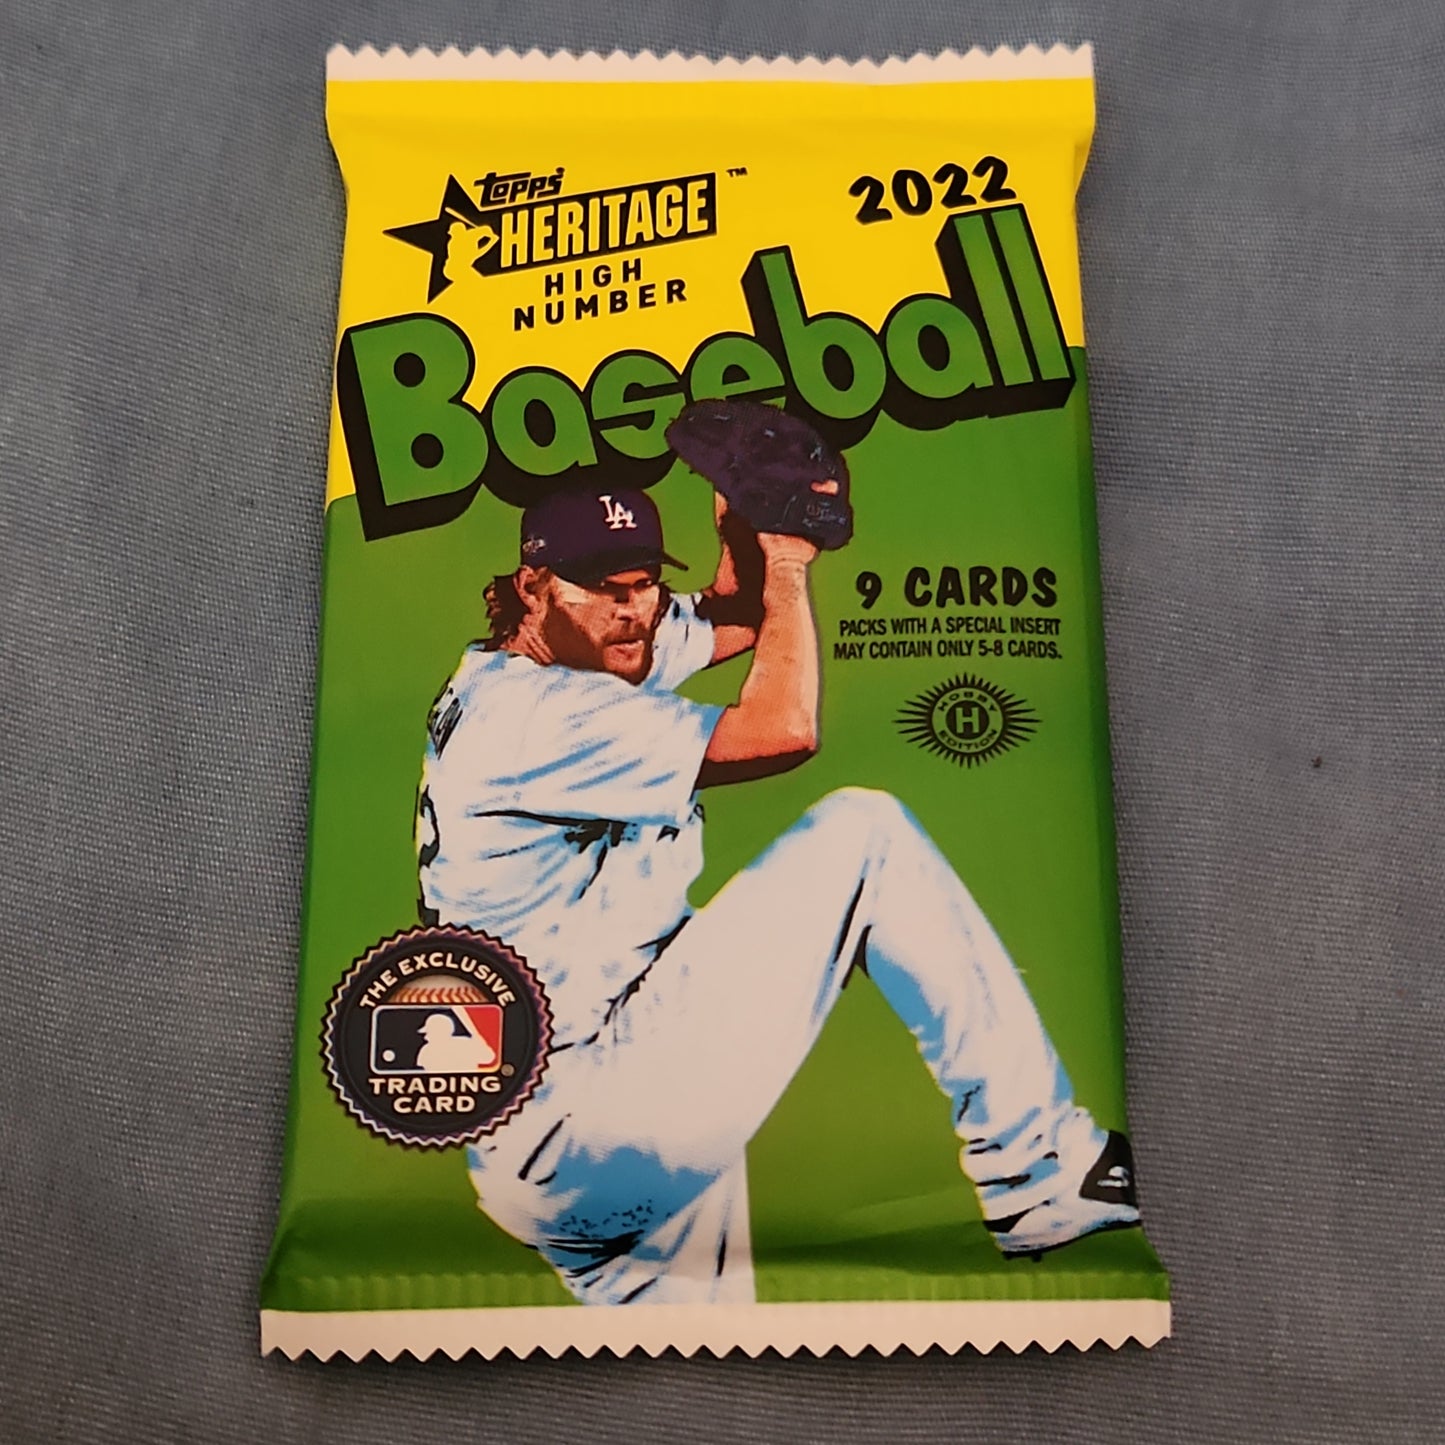 topps
HERITAGE™
HIGH
NUMBER
2022
Baseball
LA
9 CARDS
PACKS WITH A SPECIAL INSERT
MAY CONTAIN ONLY 5-8 CARDS.
HOBBY
H
EDITION
THE EXCLUSIVE
TRADING®
CARD